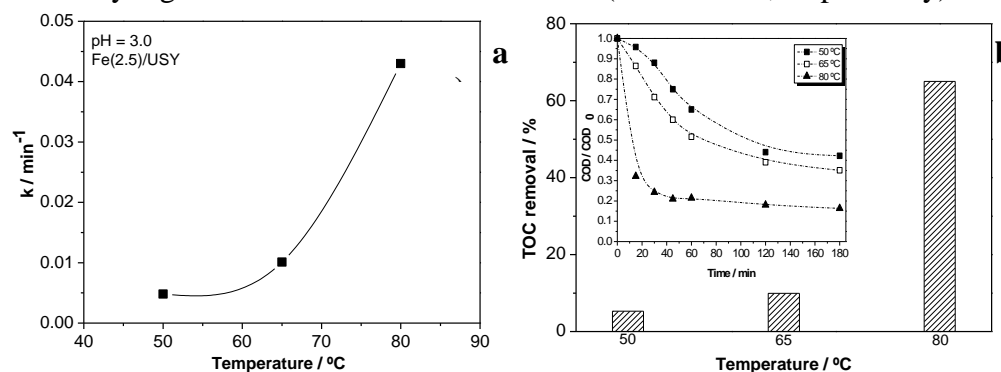 pH = 3.0
Fe(2.5)/USY
a
0.05
0.04
0.03
0.02
0.01
0.00
k / min⁻¹
40 50 60 70 80 90
Temperature / ºC
b
80
60
40
20
0
TOC removal / %
50 65 80
Temperature / ºC
1.0
0.9
0.8
0.7
0.6
0.5
0.4
0.3
0.2
0.1
0.0
COD / COD 0
50 ºC
65 ºC
80 ºC
0 20 40 60 80 100 120 140 160 180
Time / min